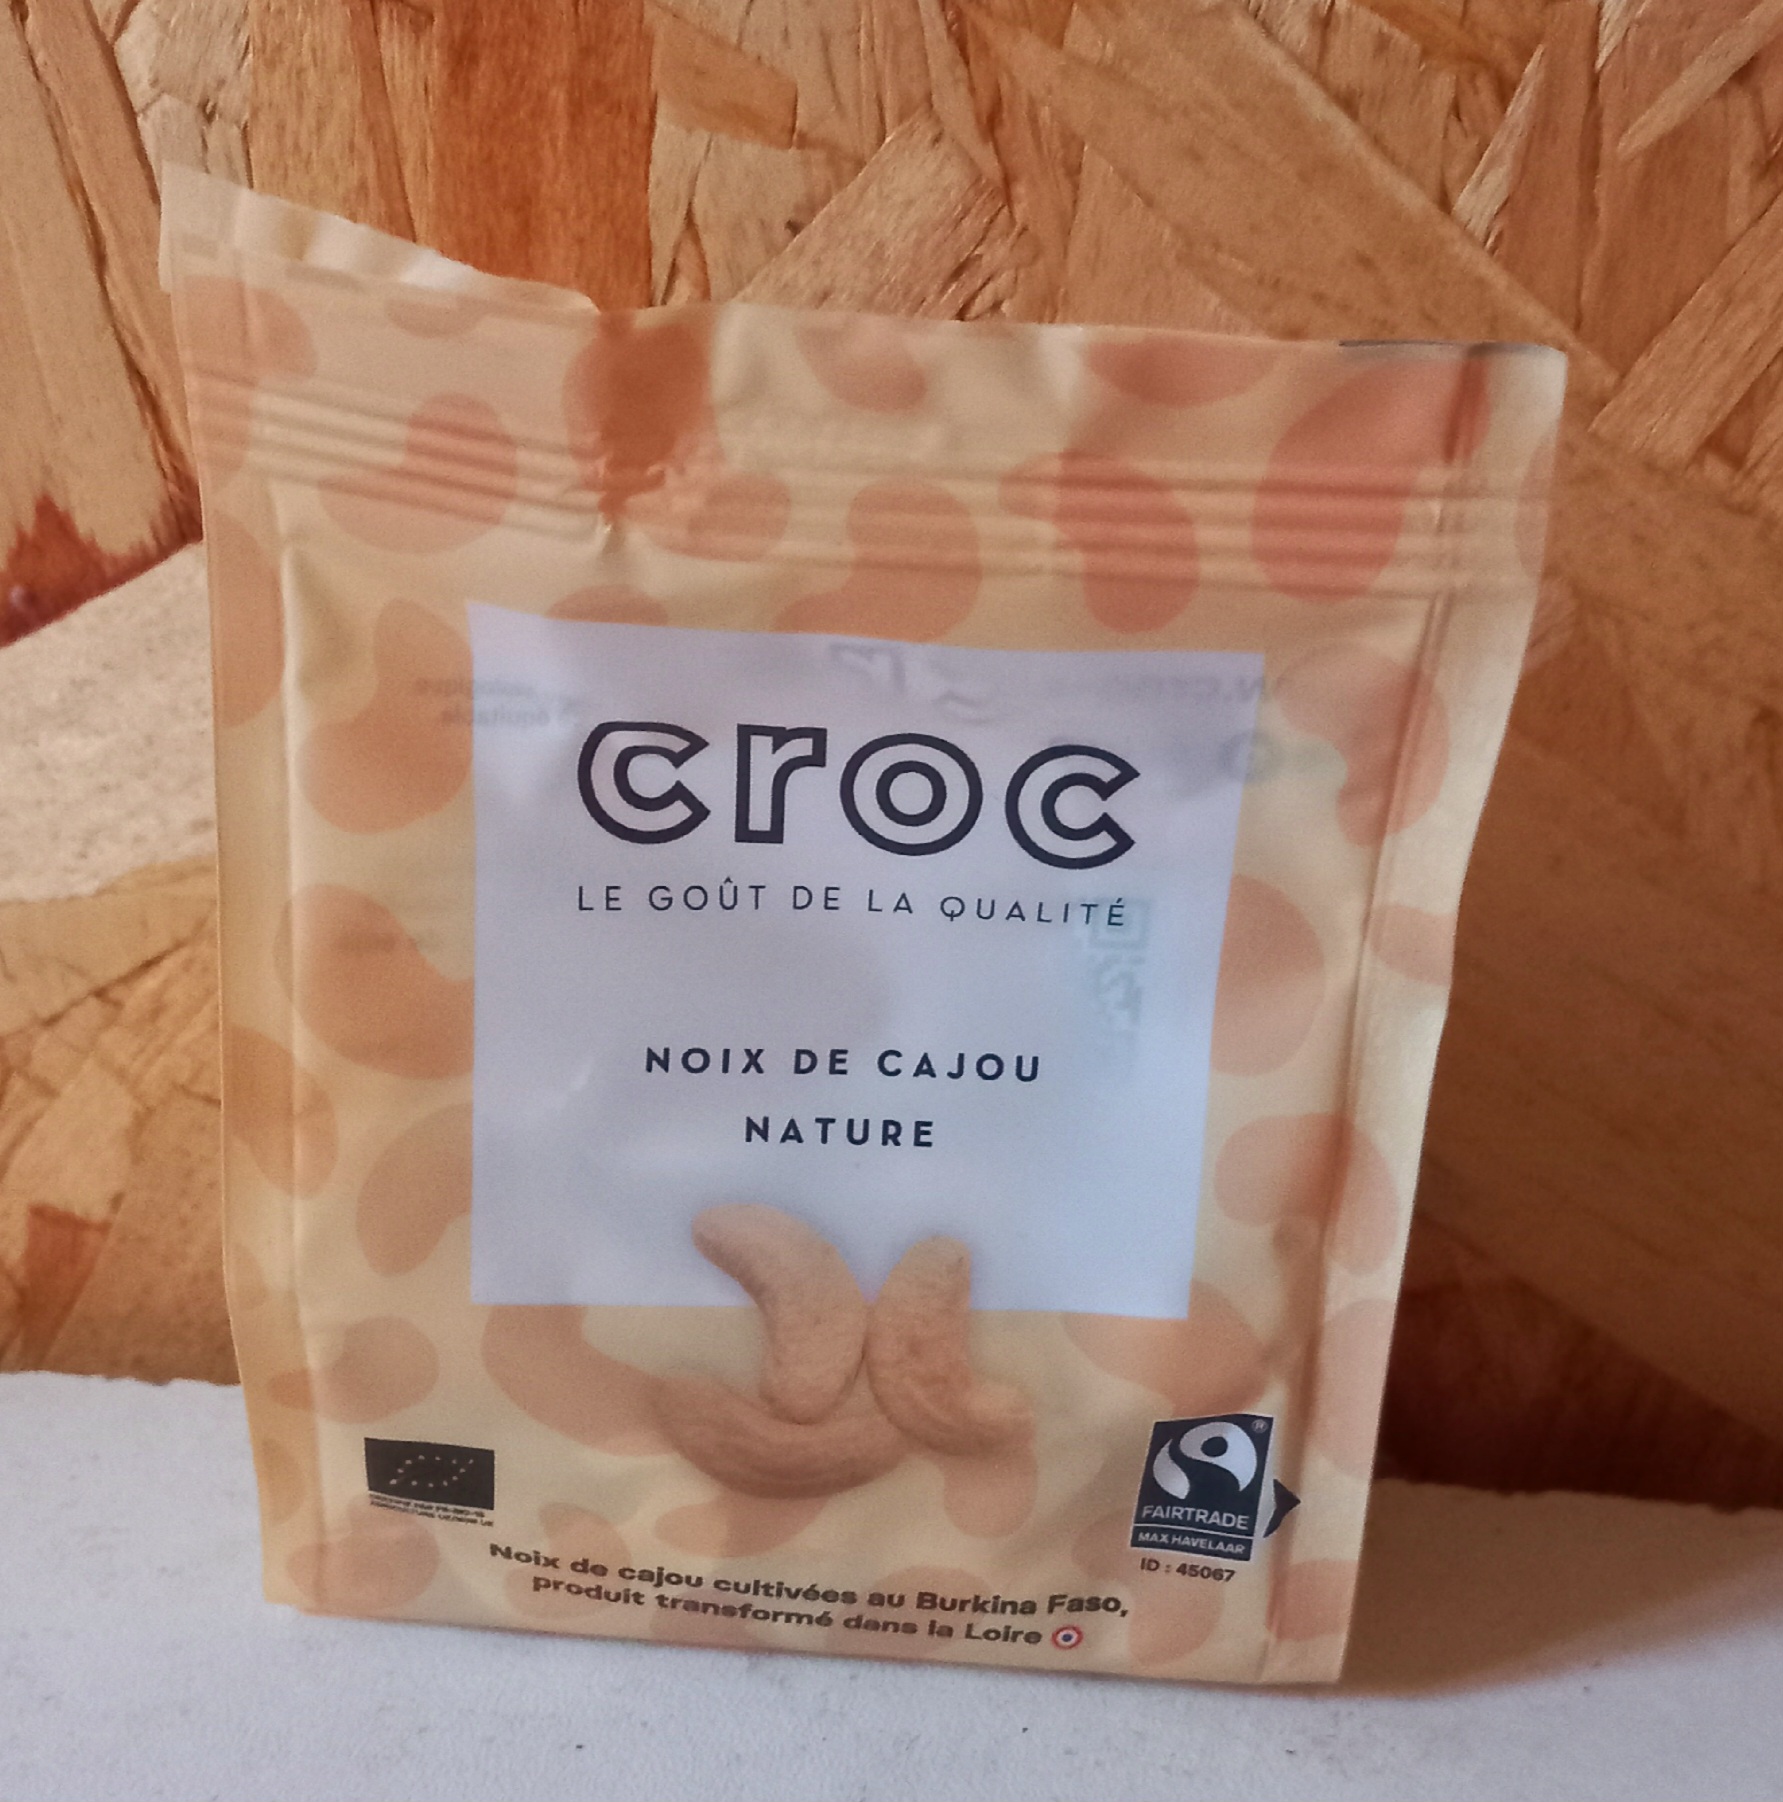 croc
LE GOÛT DE LA QUALITÉ
NOIX DE CAJOU
NATURE
®
FAIRTRADE
MAX HAVELAAR
ID : 45067
Noix de cajou cultivées au Burkina Faso,
produit transformé dans la Loire